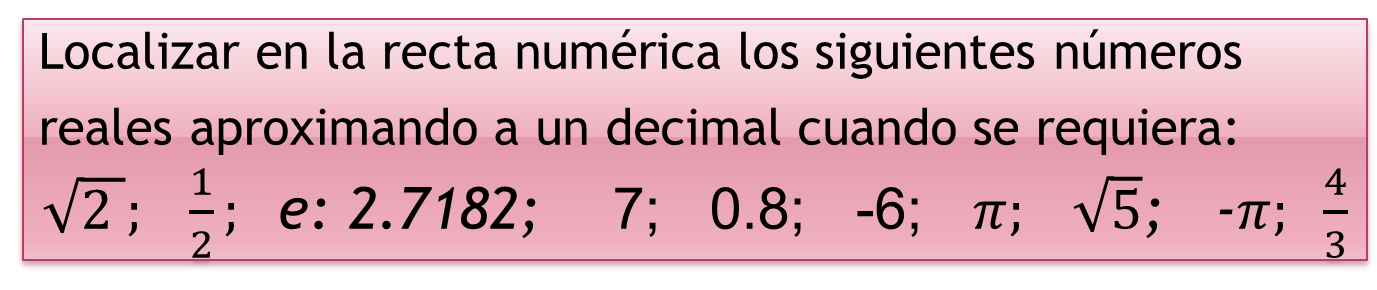 Localizar en la recta numérica los siguientes números
reales aproximando a un decimal cuando se requiera:
√2; 1/2; e: 2.7182; 7; 0.8; -6; π; √5; -π; 4/3